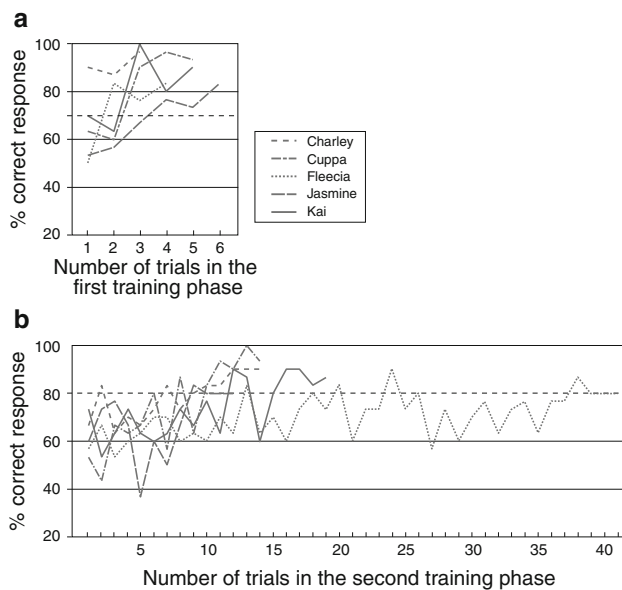 a
% correct response
100
80
60
40
20
1 2 3 4 5 6
Number of trials in the
first training phase
Charley
Cuppa
Fleecia
Jasmine
Kai
b
% correct response
100
80
60
40
20
5 10 15 20 25 30 35 40
Number of trials in the second training phase